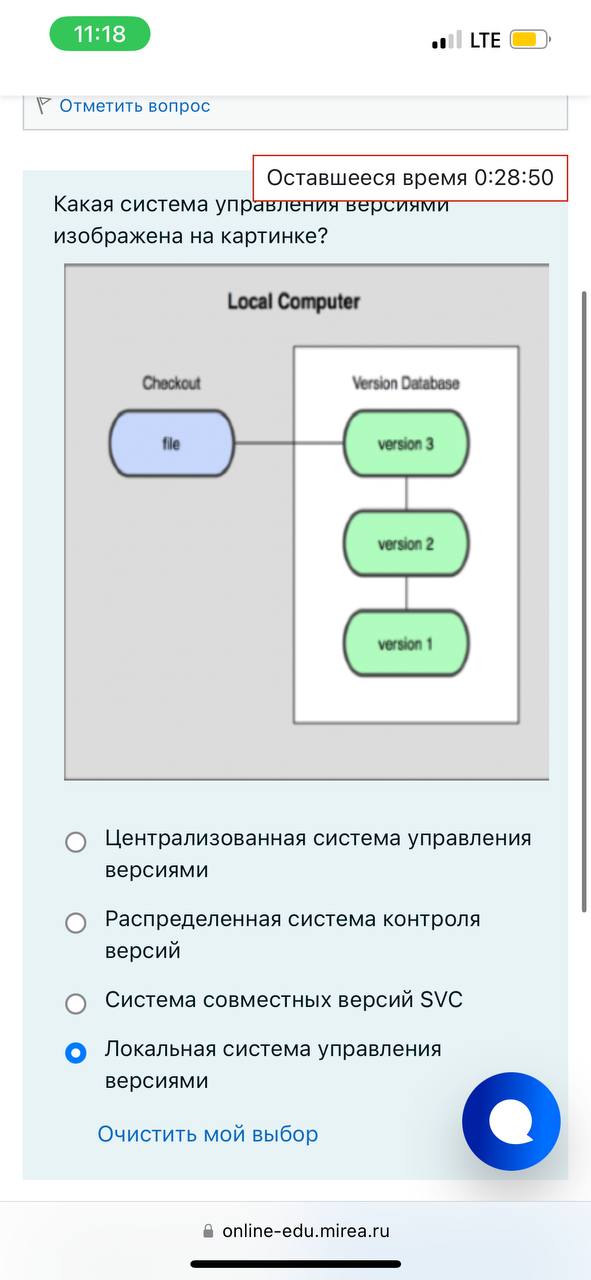 11:18
LTE
Отметить вопрос
Оставшееся время 0:28:50
Какая система управления версиями
изображена на картинке?
Local Computer
Checkout
Version Database
file
version 3
version 2
version 1
Централизованная система управления
версиями
Распределенная система контроля
версий
Система совместных версий SVC
Локальная система управления
версиями
Очистить мой выбор
online-edu.mirea.ru